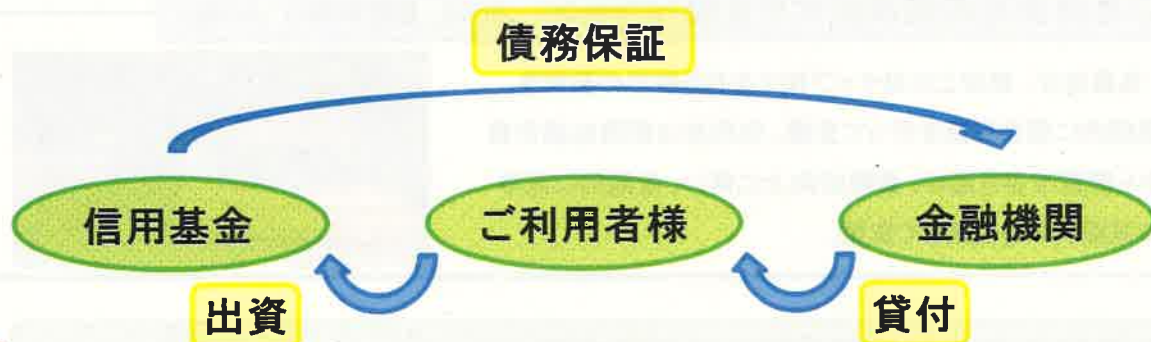 債務保証
信用基金
ご利用者様
金融機関
出資
貸付